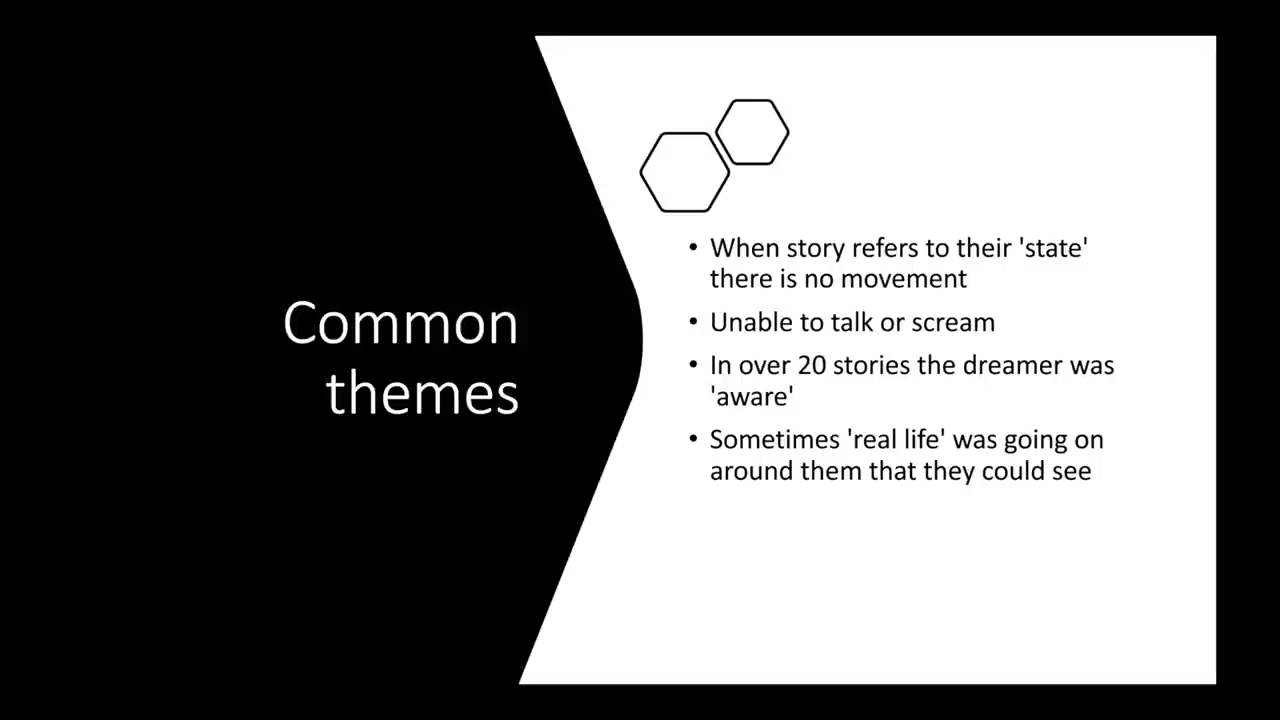 Common
themes
• When story refers to their 'state'
there is no movement
• Unable to talk or scream
• In over 20 stories the dreamer was
'aware'
• Sometimes 'real life' was going on
around them that they could see